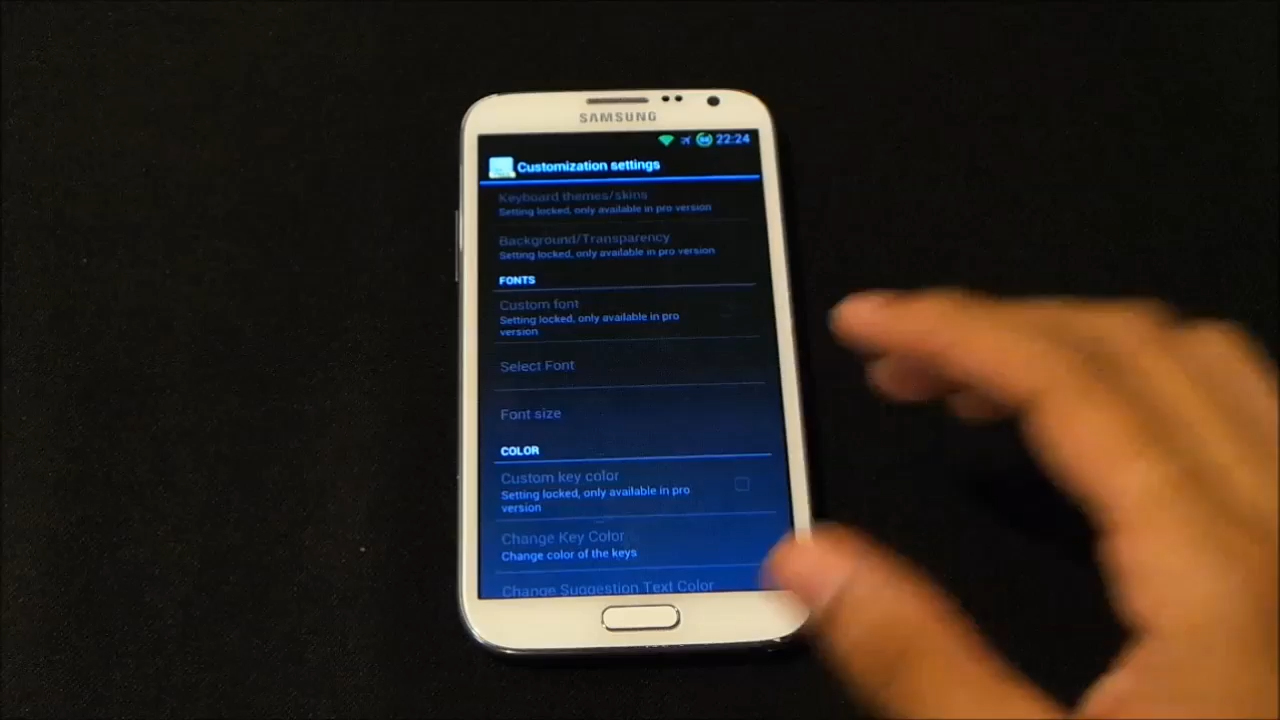 SAMSUNG
22:24
Customization settings
Keyboard themes/skins
Setting locked, only available in pro version
Background/Transparency
Setting locked, only available in pro version
FONTS
Custom font
Setting locked, only available in pro
version
Select Font
Font size
COLOR
Custom key color
Setting locked, only available in pro
version
Change Key Color
Change color of the keys
Change Suggestion Text Color